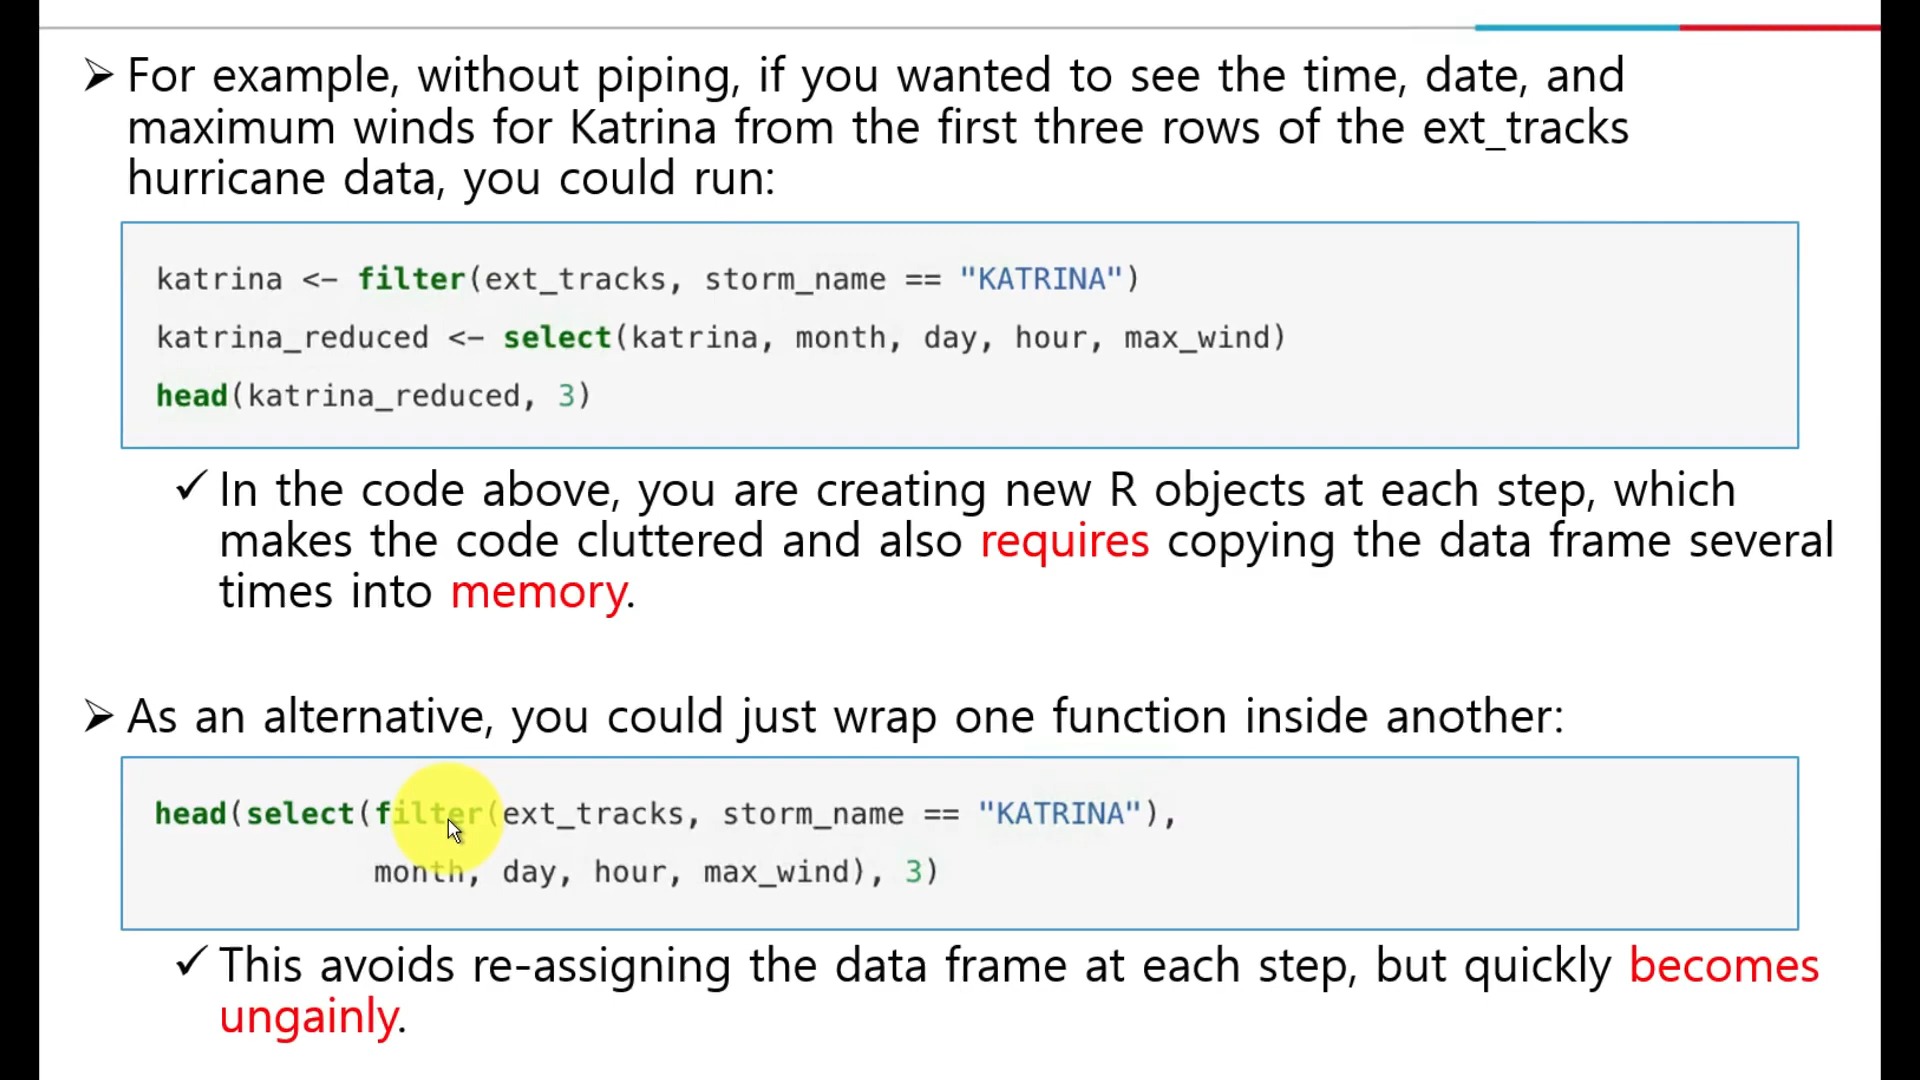 ➢ For example, without piping, if you wanted to see the time, date, and
maximum winds for Katrina from the first three rows of the ext_tracks
hurricane data, you could run:
katrina <- filter(ext_tracks, storm_name == "KATRINA")
katrina_reduced <- select(katrina, month, day, hour, max_wind)
head(katrina_reduced, 3)
✓ In the code above, you are creating new R objects at each step, which
makes the code cluttered and also requires copying the data frame several
times into memory.
➢ As an alternative, you could just wrap one function inside another:
head(select(filter(ext_tracks, storm_name == "KATRINA"),
month, day, hour, max_wind), 3)
✓ This avoids re-assigning the data frame at each step, but quickly becomes
ungainly.